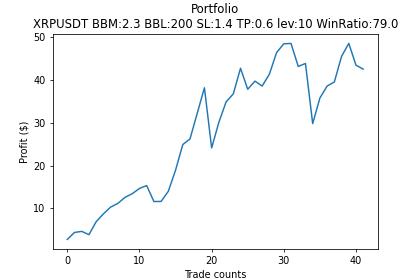 Portfolio
XRPUSDT BBM:2.3 BBL:200 SL:1.4 TP:0.6 lev:10 WinRatio:79.0
50
40
30
20
10
Profit ($)
0 10 20 30 40
Trade counts